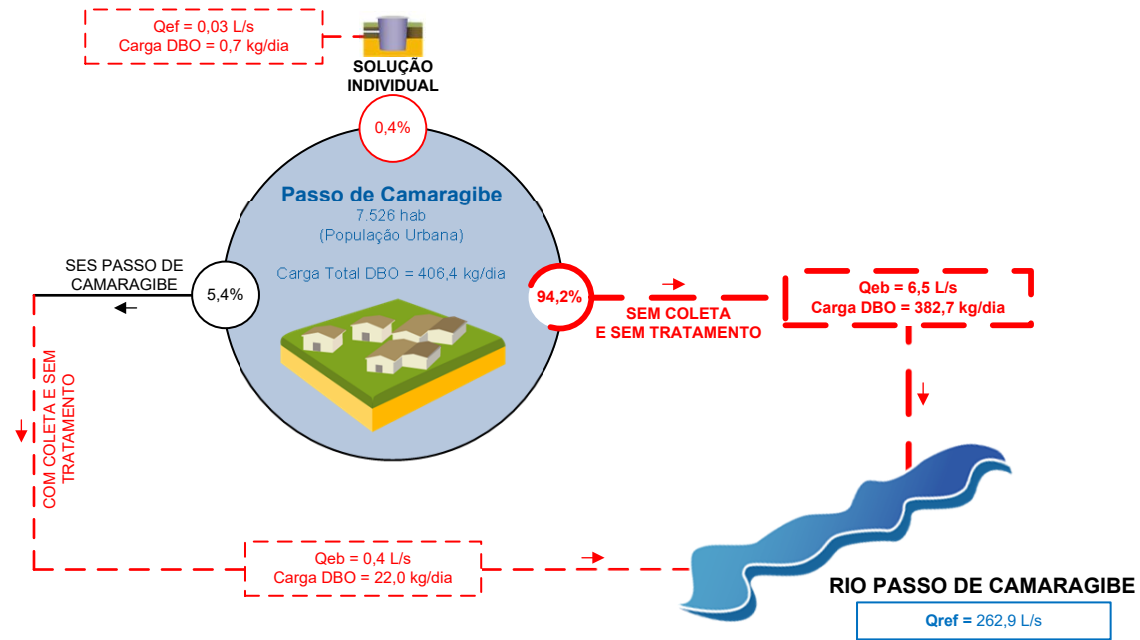 Qef = 0,03 L/s
Carga DBO = 0,7 kg/dia
SOLUÇÃO
INDIVIDUAL
0,4%
Passo de Camaragibe
7.526 hab
(População Urbana)
Carga Total DBO = 406,4 kg/dia
SES PASSO DE
CAMARAGIBE
5,4%
94,2%
SEM COLETA
E SEM TRATAMENTO
Qeb = 6,5 L/s
Carga DBO = 382,7 kg/dia
COM COLETA E SEM
TRATAMENTO
Qeb = 0,4 L/s
Carga DBO = 22,0 kg/dia
RIO PASSO DE CAMARAGIBE
Qref = 262,9 L/s